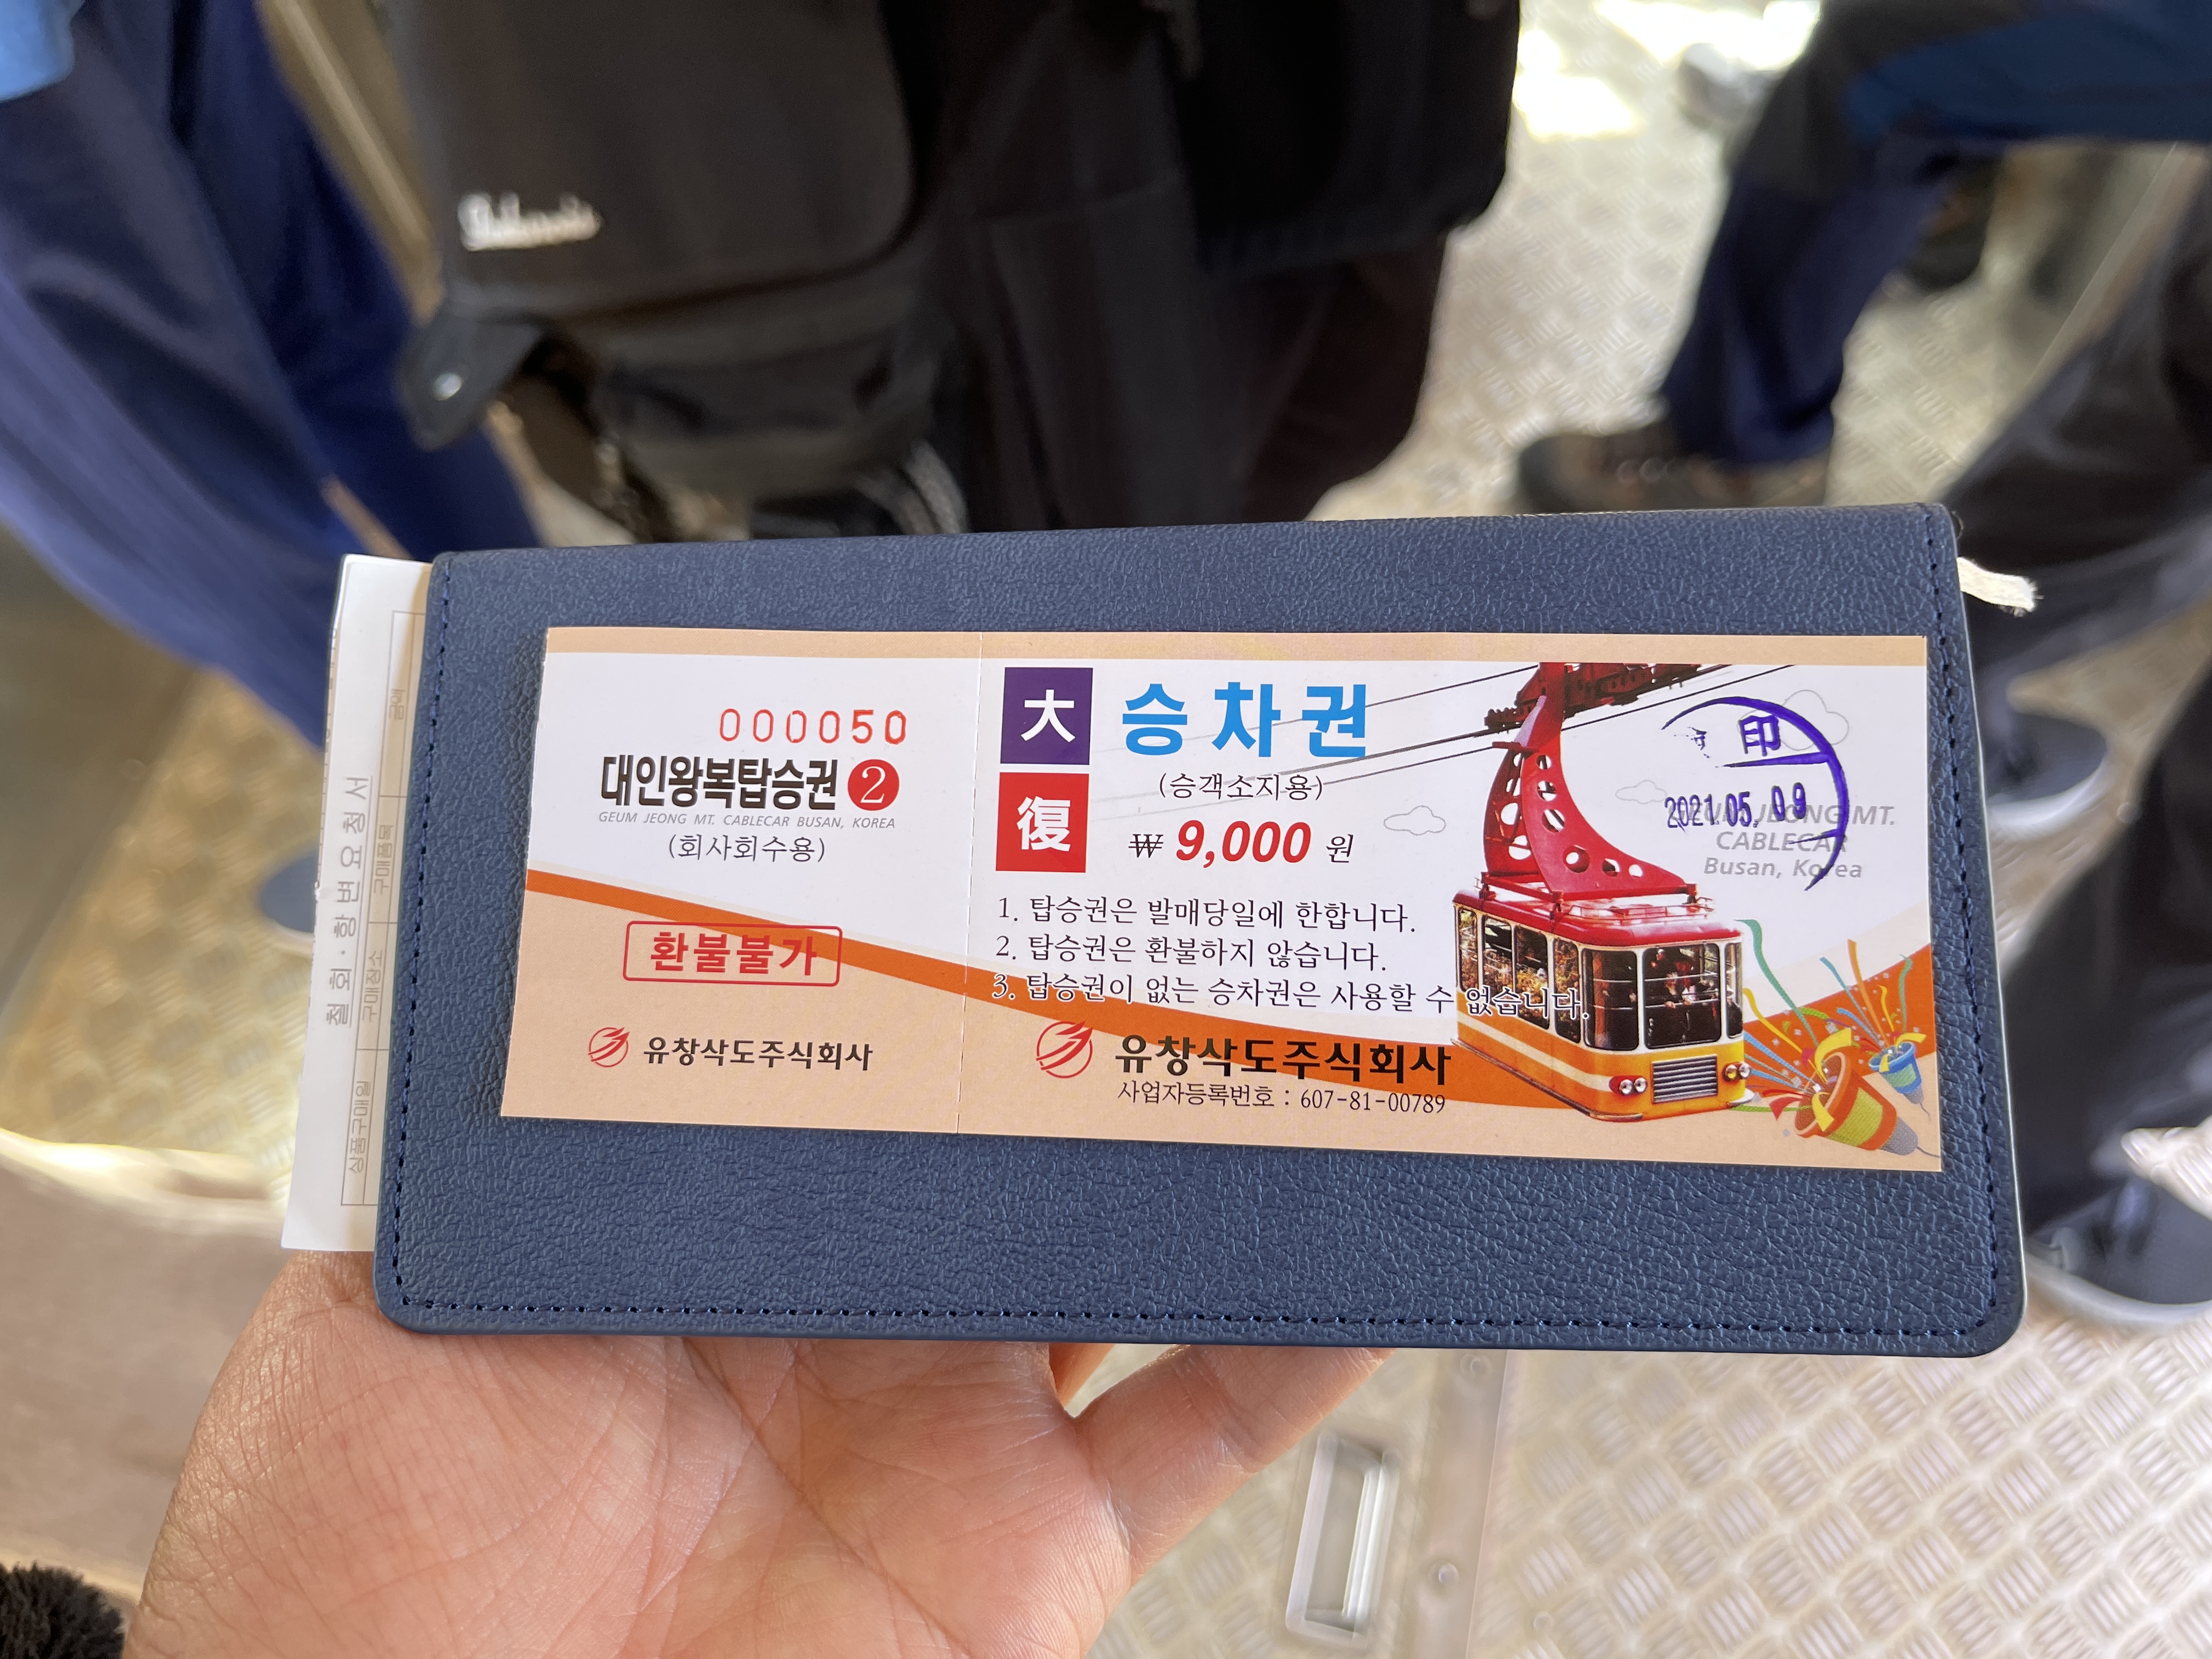 000050
대인왕복탑승권 2
GEUM JEONG MT. CABLECAR BUSAN, KOREA
(회사회수용)
환불불가
유창삭도주식회사
大
復
승차권
(승객소지용)
₩ 9,000 원
1. 탑승권은 발매당일에 한합니다.
2. 탑승권은 환불하지 않습니다.
3. 탑승권이 없는 승차권은 사용할 수 없습니다.
유창삭도주식회사
사업자등록번호 : 607-81-00789
印
2021.05.09
GEUM JEONG MT.
CABLECAR
Busan, Korea
철회·항변요청서
상품구매일
구매장소
구매품목
금액